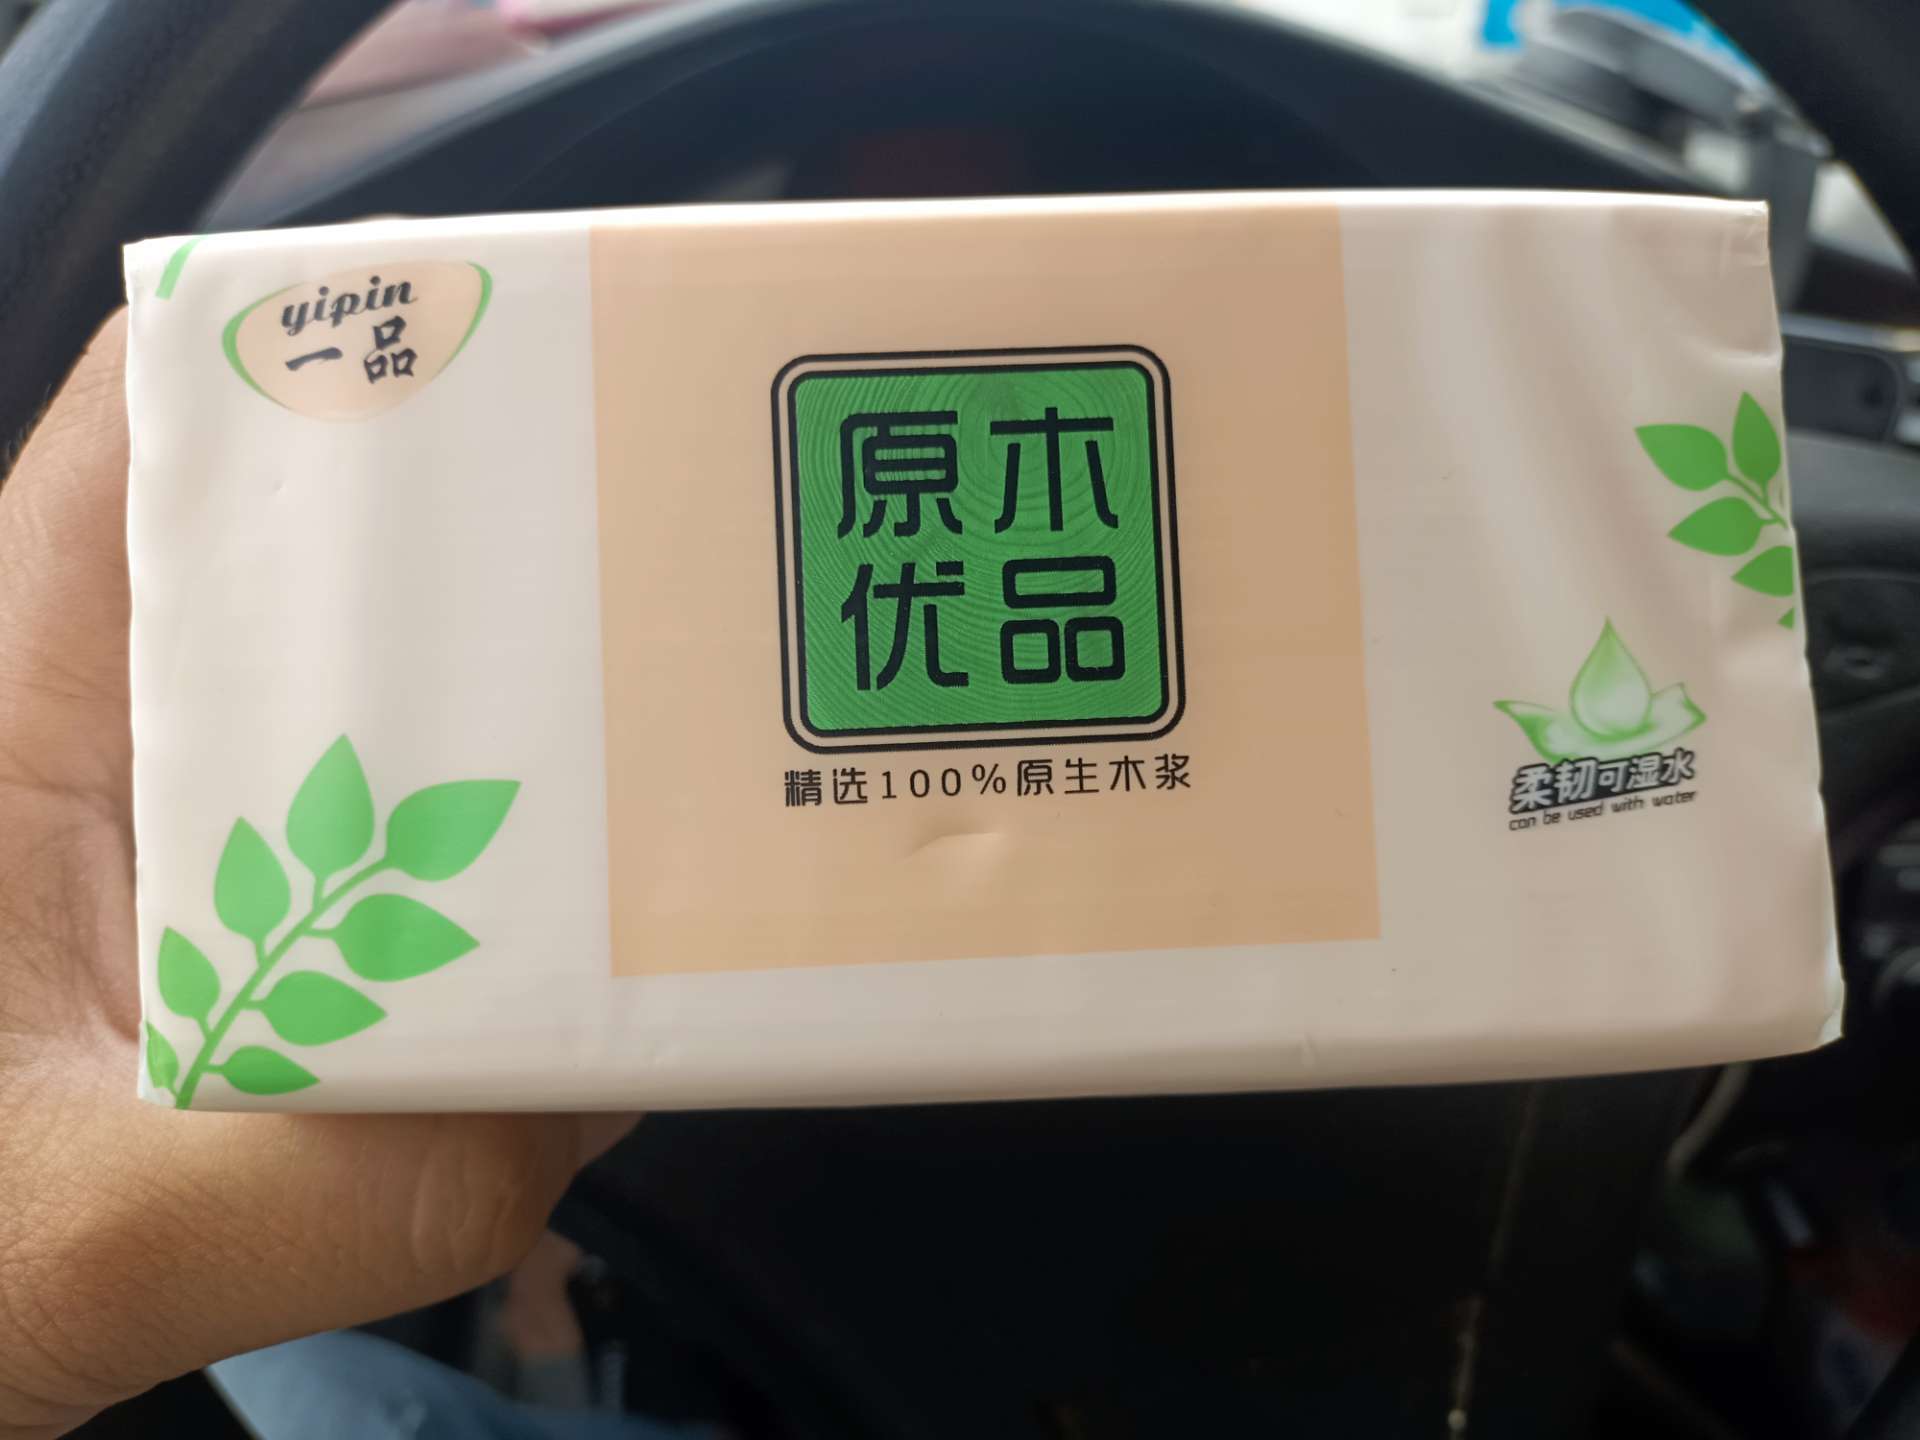 yipin
一品
原木
优品
精选100%原生木浆
柔韧可湿水
can be used with water